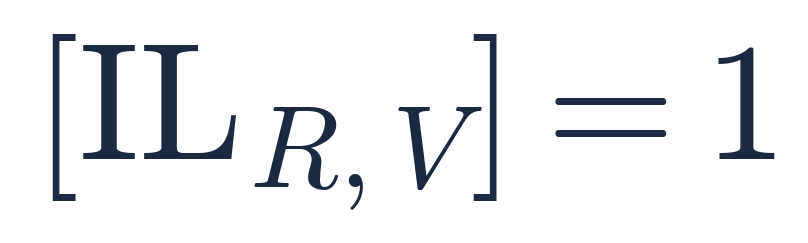 [IL_{R, V}] = 1